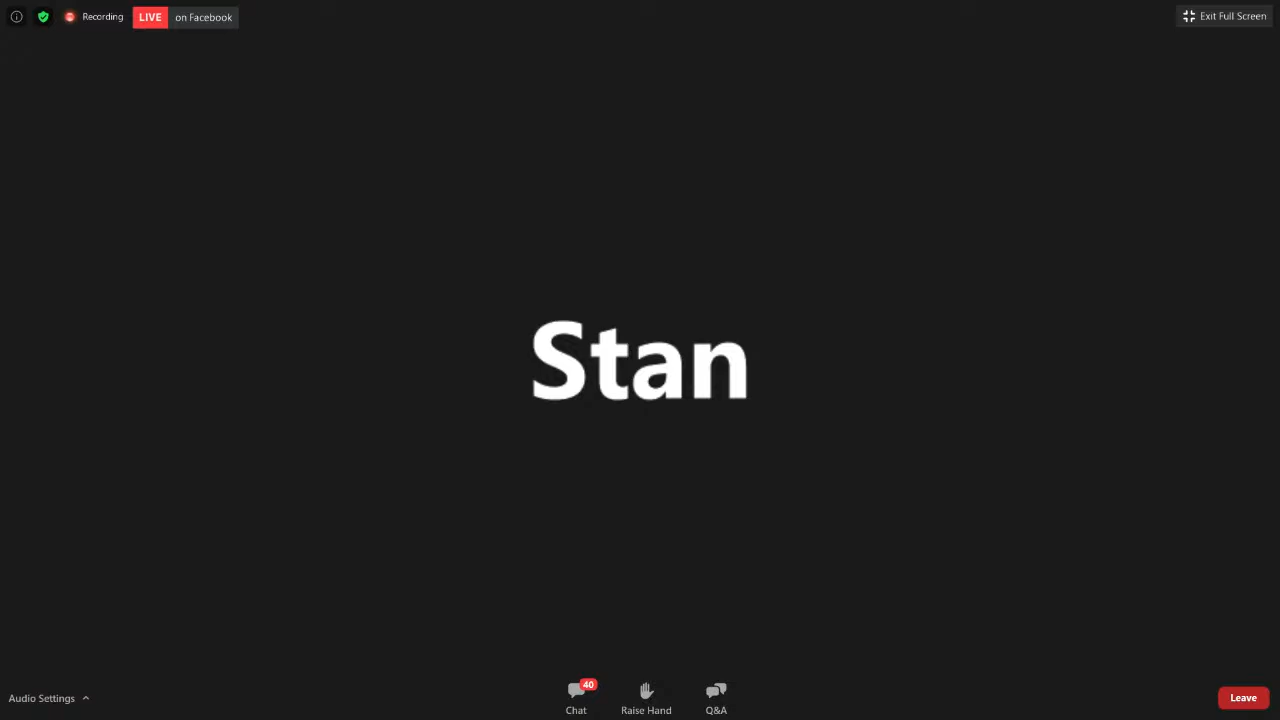 Recording
LIVE on Facebook
Exit Full Screen
Stan
Audio Settings
40
Chat
Raise Hand
Q&A
Leave